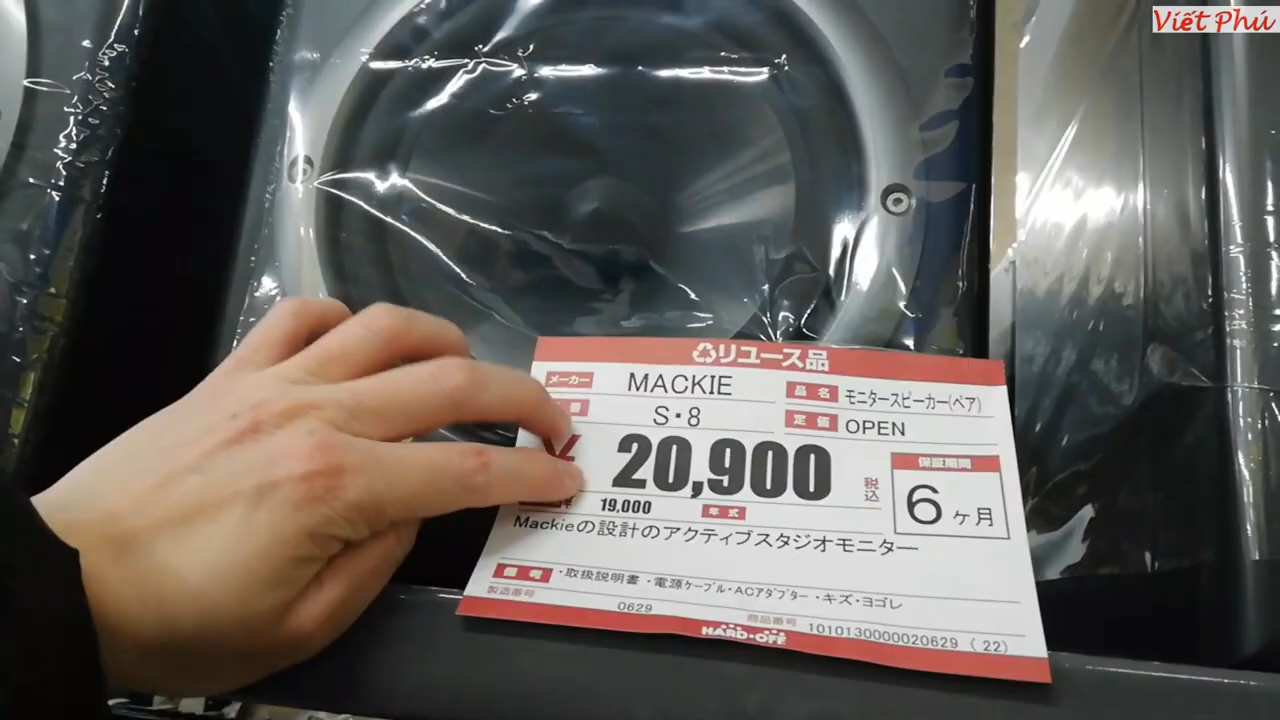 Viết Phú
リユース品
メーカー MACKIE 品名 モニタースピーカー(ペア)
番 S・8 定価 OPEN
¥ 20,900 税込 保証期間 6ヶ月
19,000 年式
Mackieの設計のアクティブスタジオモニター
備考 ・取扱説明書・電源ケーブル・ACアダプター・キズ・ヨゴレ
製造番号 0629 商品番号 1010130000020629 (22)
HARD・OFF